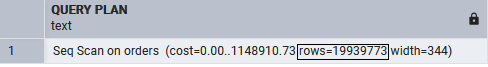 QUERY PLAN
text
1 Seq Scan on orders (cost=0.00..1148910.73 rows=19939773 width=344)